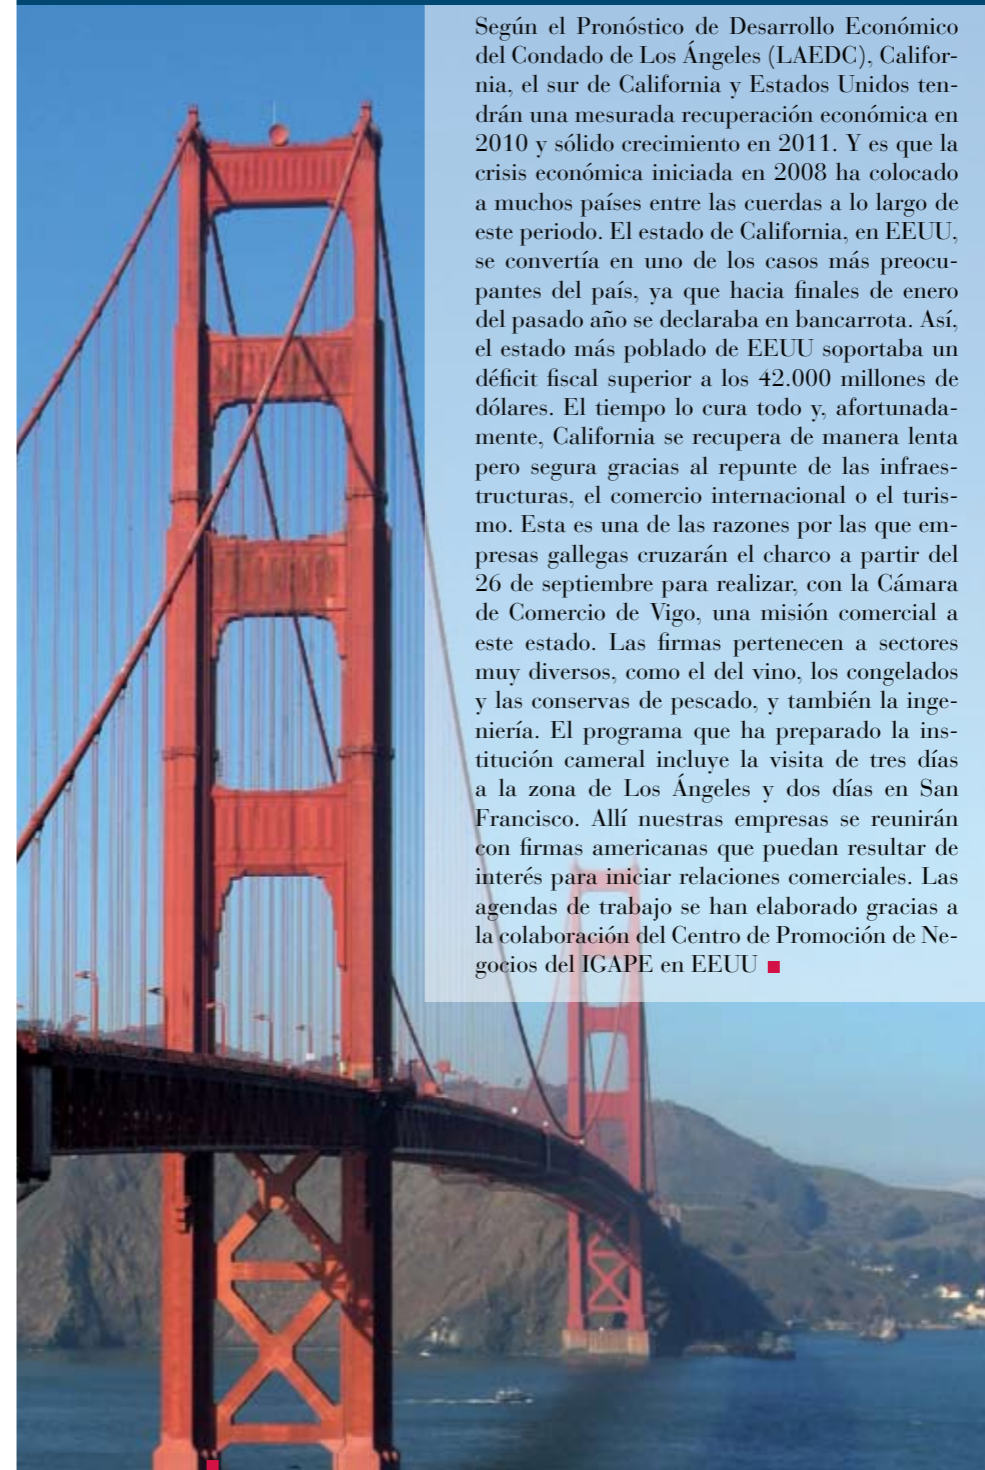 Según el Pronóstico de Desarrollo Económico
del Condado de Los Ángeles (LAEDC), Califor-
nia, el sur de California y Estados Unidos ten-
drán una mesurada recuperación económica en
2010 y sólido crecimiento en 2011. Y es que la
crisis económica iniciada en 2008 ha colocado
a muchos países entre las cuerdas a lo largo de
este periodo. El estado de California, en EEUU,
se convertía en uno de los casos más preocu-
pantes del país, ya que hacia finales de enero
del pasado año se declaraba en bancarrota. Así,
el estado más poblado de EEUU soportaba un
déficit fiscal superior a los 42.000 millones de
dólares. El tiempo lo cura todo y, afortunada-
mente, California se recupera de manera lenta
pero segura gracias al repunte de las infraes-
tructuras, el comercio internacional o el turis-
mo. Esta es una de las razones por las que em-
presas gallegas cruzarán el charco a partir del
26 de septiembre para realizar, con la Cámara
de Comercio de Vigo, una misión comercial a
este estado. Las firmas pertenecen a sectores
muy diversos, como el del vino, los congelados
y las conservas de pescado, y también la inge-
niería. El programa que ha preparado la ins-
titución cameral incluye la visita de tres días
a la zona de Los Ángeles y dos días en San
Francisco. Allí nuestras empresas se reunirán
con firmas americanas que puedan resultar de
interés para iniciar relaciones comerciales. Las
agendas de trabajo se han elaborado gracias a
la colaboración del Centro de Promoción de Ne-
gocios del IGAPE en EEUU